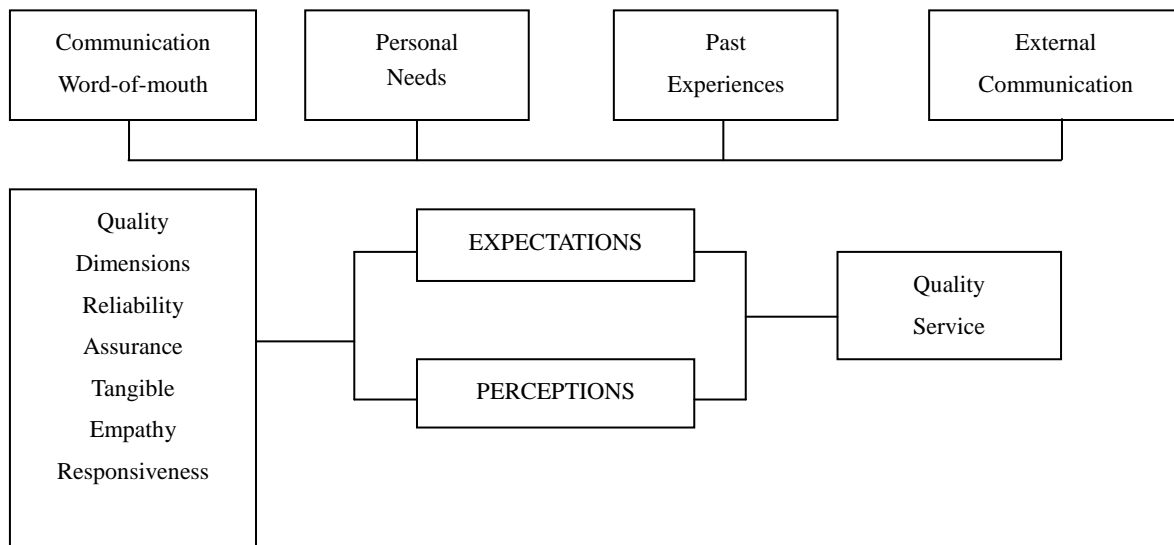 Communication
Word-of-mouth
Personal
Needs
Past
Experiences
External
Communication
Quality
Dimensions
Reliability
Assurance
Tangible
Empathy
Responsiveness
EXPECTATIONS
PERCEPTIONS
Quality
Service